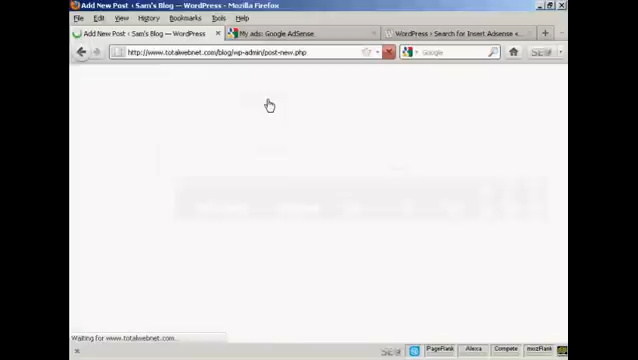 Add New Post ‹ Sam's Blog — WordPress - Mozilla Firefox
File Edit View History Bookmarks Tools Help
Add New Post ‹ Sam's Blog — WordPress × My ads: Google AdSense × WordPress › Search for Insert Adsense « ... × +
http://www.totalwebnet.com/blog/wp-admin/post-new.php Google
Waiting for www.totalwebnet.com...
PageRank Alexa Compete mozRank